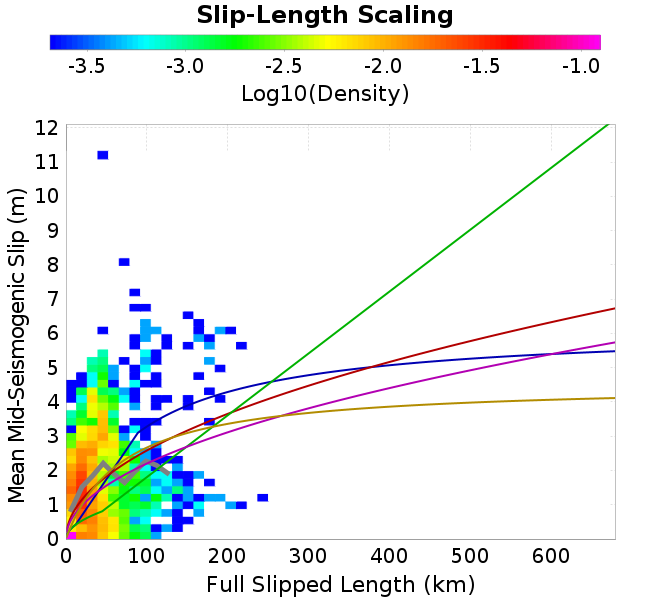 Slip-Length Scaling
-3.5 -3.0 -2.5 -2.0 -1.5 -1.0
Log10(Density)
12
11
10
9
8
7
6
5
4
3
2
1
0
Mean Mid-Seismogenic Slip (m)
0 100 200 300 400 500 600
Full Slipped Length (km)